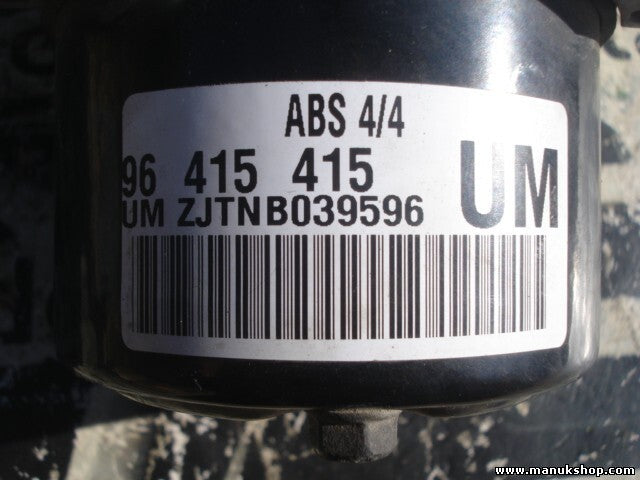 ABS 4/4
96 415 415 UM
UM ZJTNB039596
www.manukshop.com